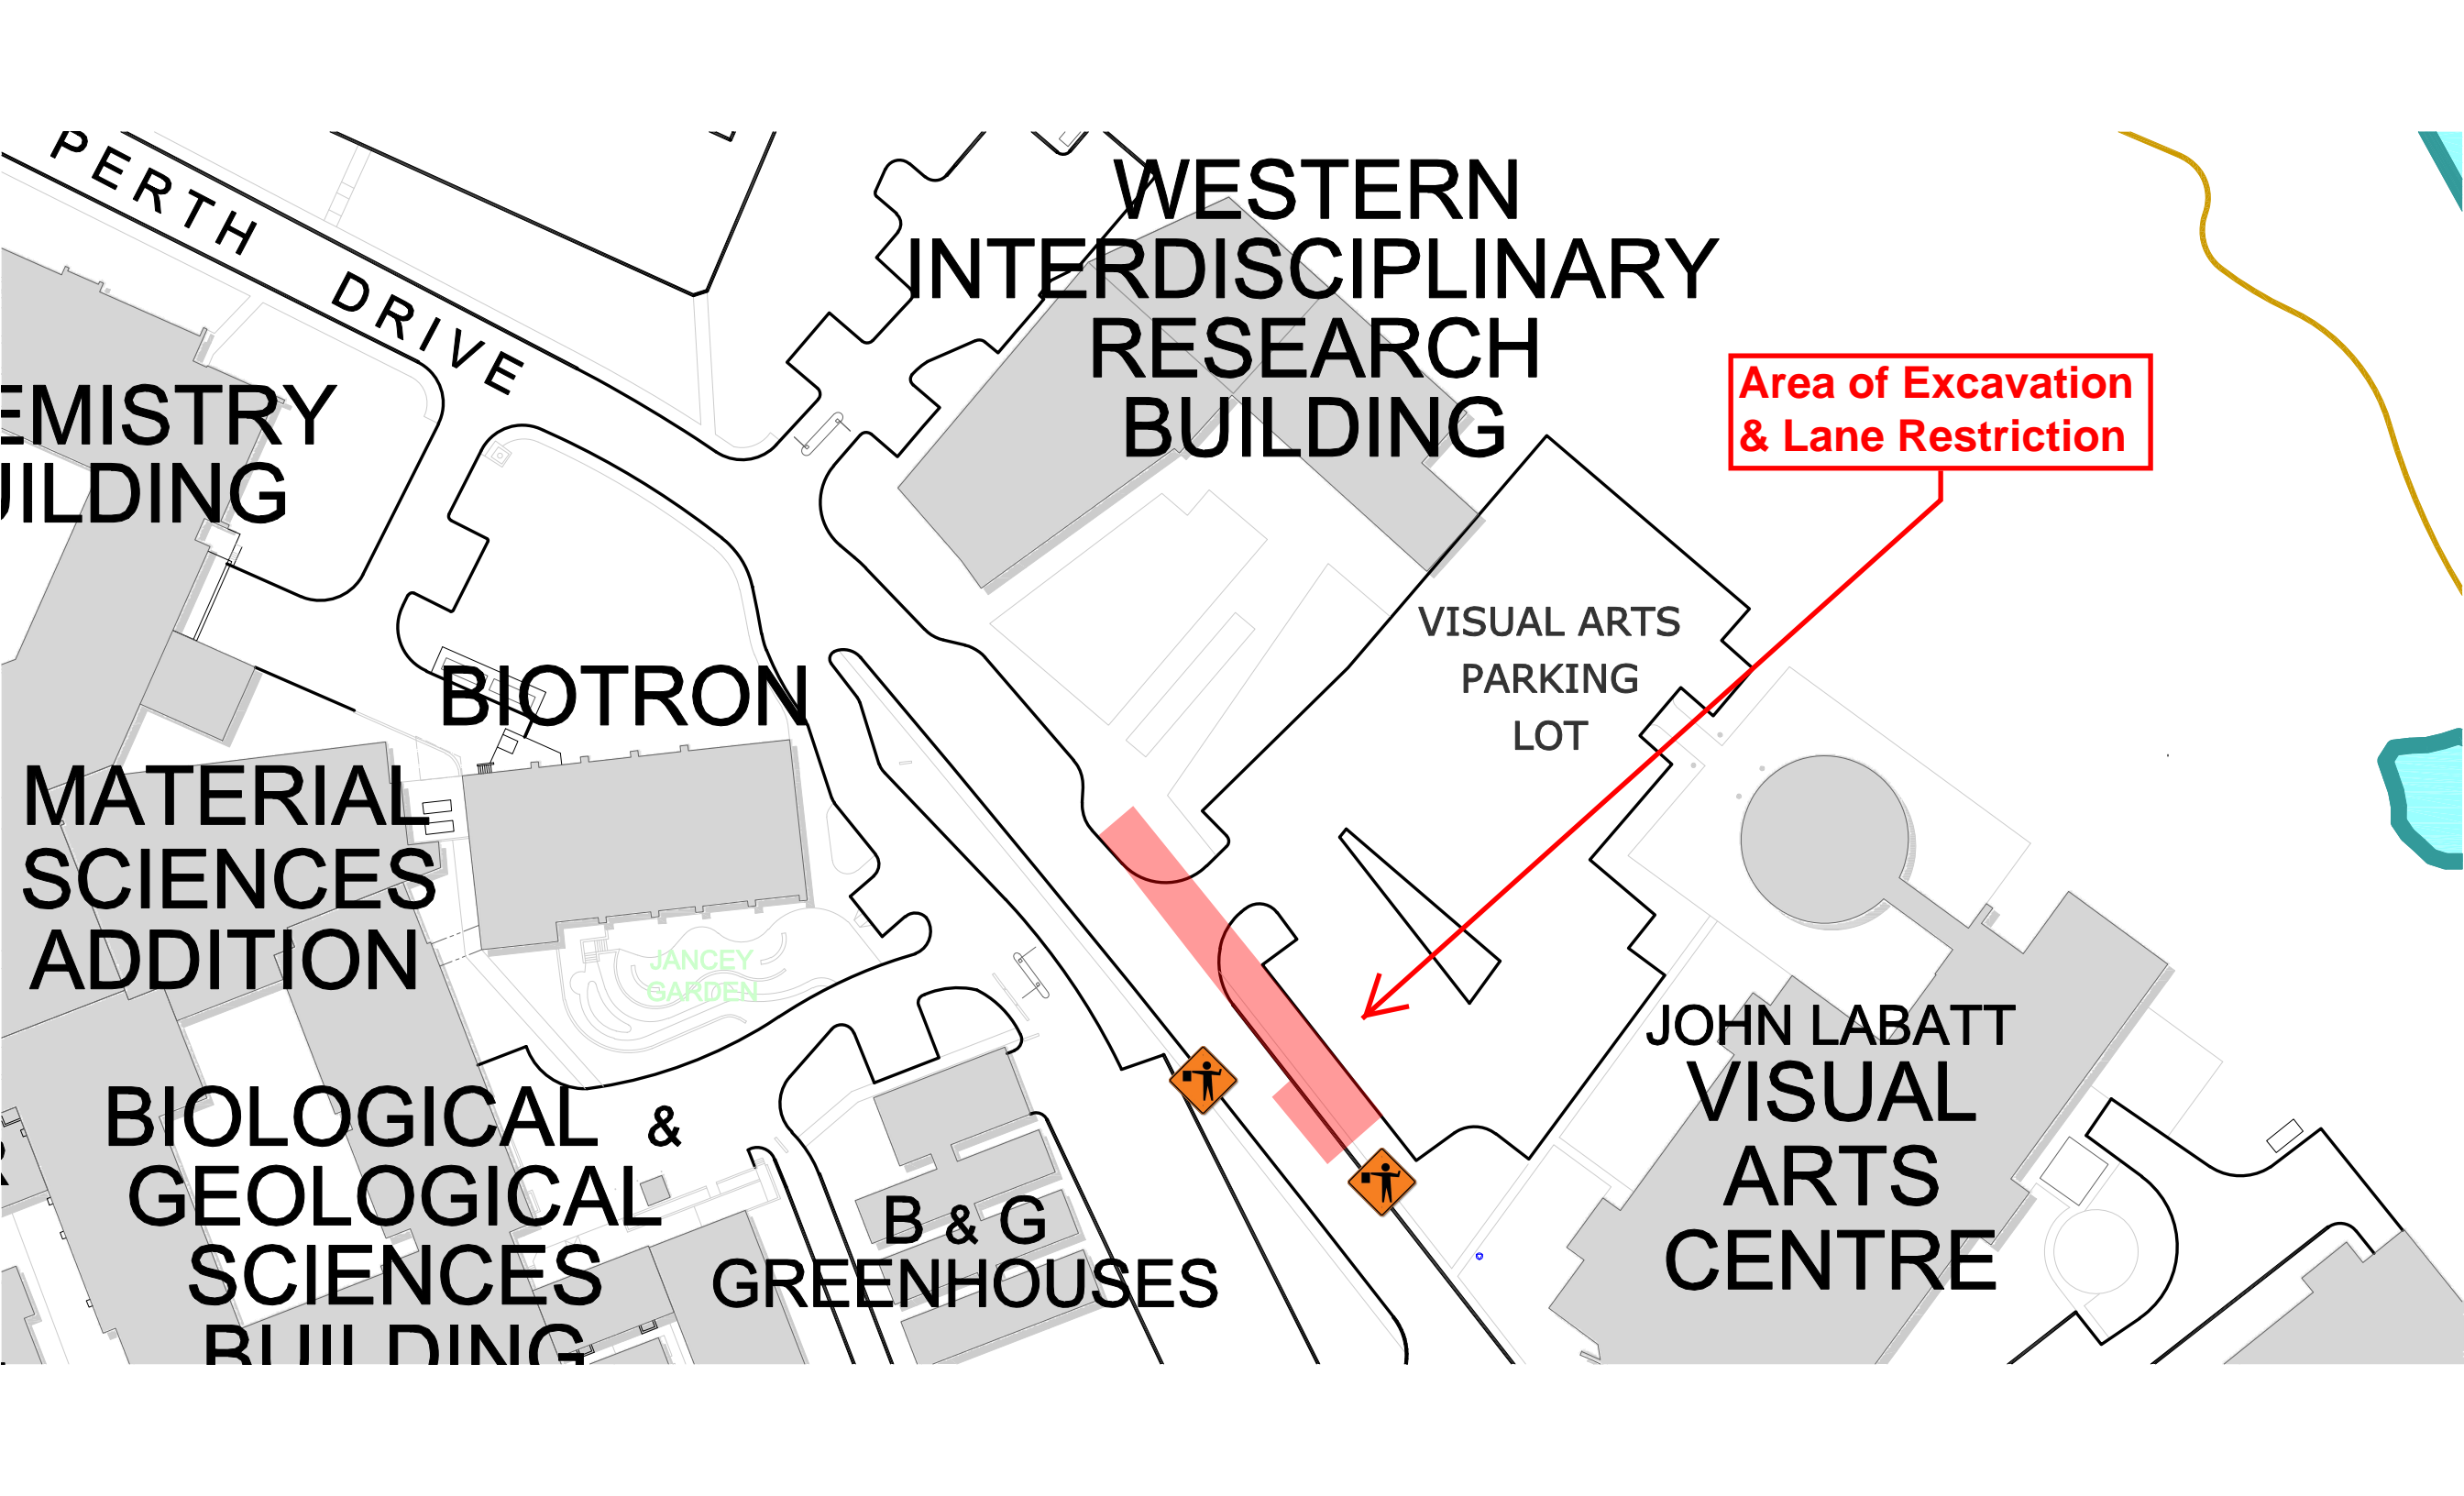 PERTH DRIVE
WESTERN
INTERDISCIPLINARY
RESEARCH
BUILDING
Area of Excavation
& Lane Restriction
EMISTRY
UILDING
VISUAL ARTS
PARKING
LOT
BIOTRON
MATERIAL
SCIENCES
ADDITION
JANCEY
GARDEN
JOHN LABATT
VISUAL
ARTS
CENTRE
BIOLOGICAL &
GEOLOGICAL
SCIENCES
BUILDING
B & G
GREENHOUSES